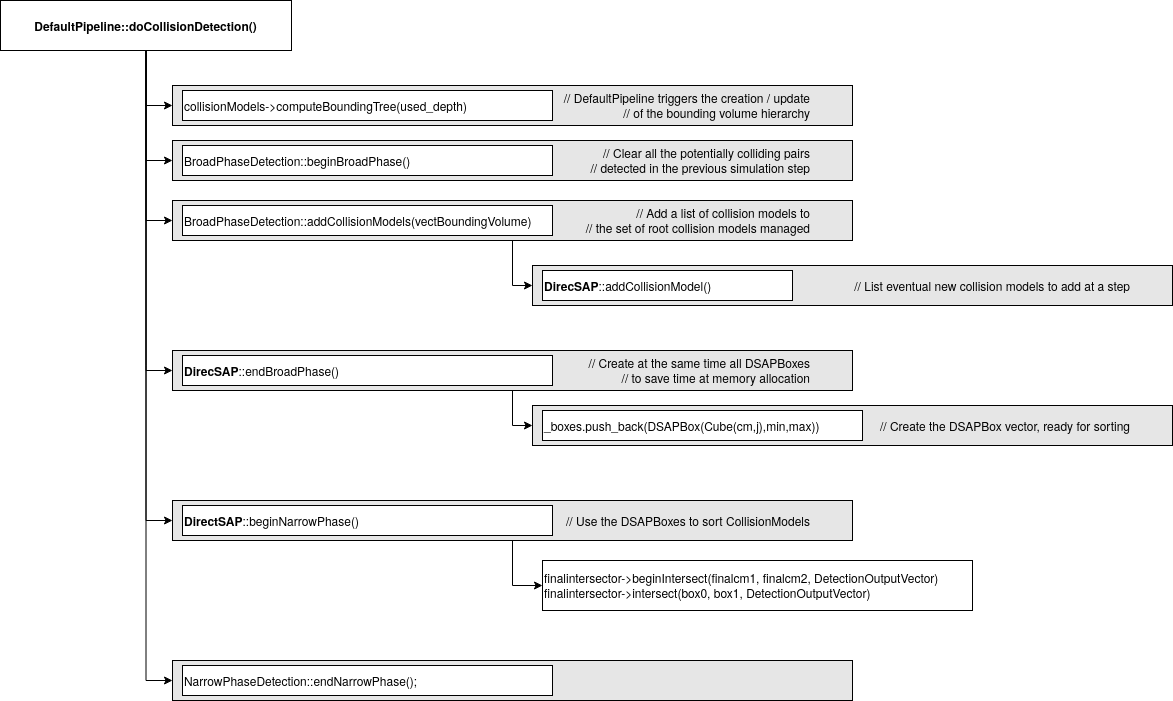 DefaultPipeline::doCollisionDetection()
collisionModels->computeBoundingTree(used_depth)
// DefaultPipeline triggers the creation / update
// of the bounding volume hierarchy
BroadPhaseDetection::beginBroadPhase()
// Clear all the potentially colliding pairs
// detected in the previous simulation step
BroadPhaseDetection::addCollisionModels(vectBoundingVolume)
// Add a list of collision models to
// the set of root collision models managed
DirecSAP::addCollisionModel()
// List eventual new collision models to add at a step
DirecSAP::endBroadPhase()
// Create at the same time all DSAPBoxes
// to save time at memory allocation
_boxes.push_back(DSAPBox(Cube(cm,j),min,max))
// Create the DSAPBox vector, ready for sorting
DirectSAP::beginNarrowPhase()
// Use the DSAPBoxes to sort CollisionModels
finalintersector->beginIntersect(finalcm1, finalcm2, DetectionOutputVector)
finalintersector->intersect(box0, box1, DetectionOutputVector)
NarrowPhaseDetection::endNarrowPhase();